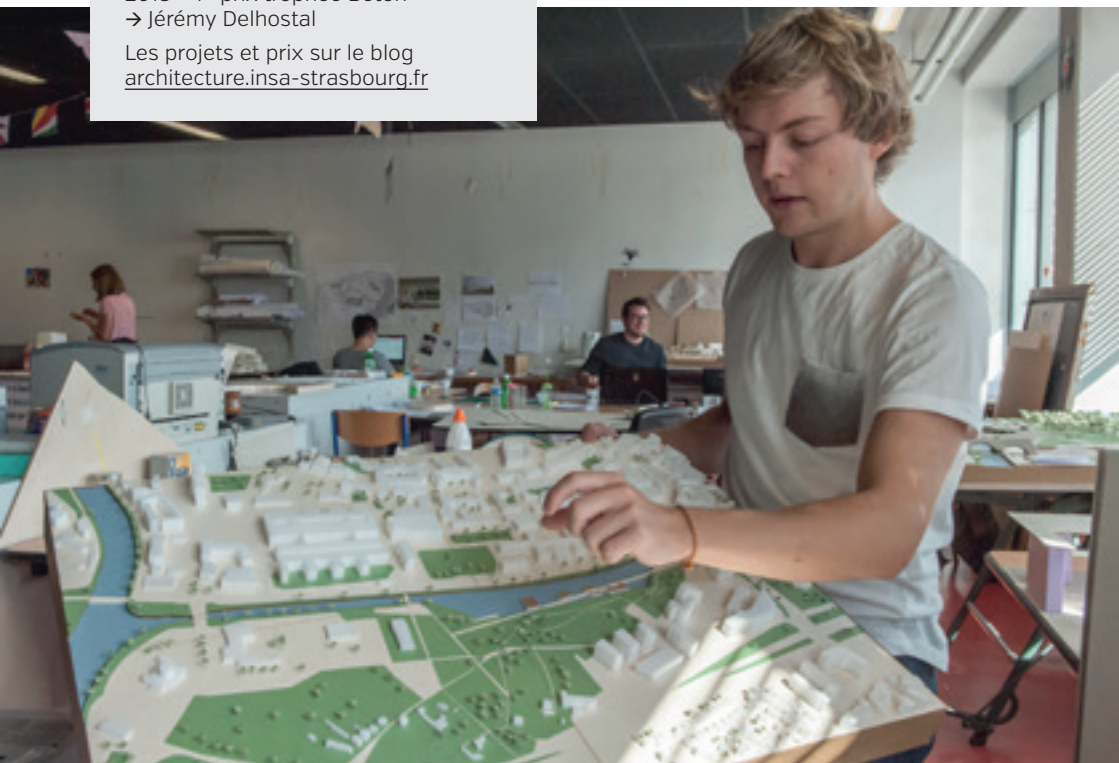 → Jérémy Delhostal
Les projets et prix sur le blog
architecture.insa-strasbourg.fr